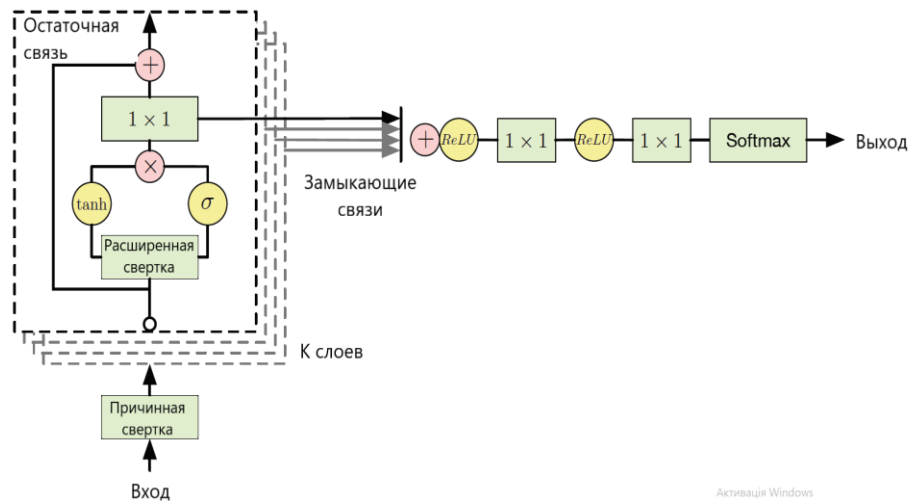 Остаточная
связь
+
1 × 1
×
tanh
σ
Расширенная
свертка
К слоев
Причинная
свертка
Вход
Замыкающие
связи
+
ReLU
1 × 1
ReLU
1 × 1
Softmax
Выход
Активація Windows